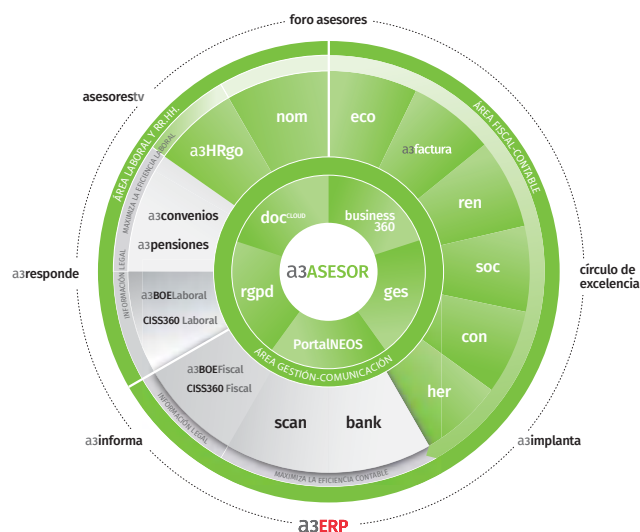 foro asesores
asesorestv
ÁREA LABORAL Y RR.HH.
ÁREA FISCAL-CONTABLE
MAXIMIZA LA EFICIENCIA LABORAL
nom
eco
a3HRgo
a3factura
ren
a3convenios
a3pensiones
doc CLOUD
business
360
a3responde
a3ASESOR
soc
círculo de
excelencia
INFORMACIÓN LEGAL
a3BOELaboral
CISS360 Laboral
rgpd
ges
con
PortalNEOS
ÁREA GESTIÓN-COMUNICACIÓN
a3BOEFiscal
CISS360 Fiscal
her
INFORMACIÓN LEGAL
scan
bank
a3informa
a3implanta
MAXIMIZA LA EFICIENCIA CONTABLE
a3ERP